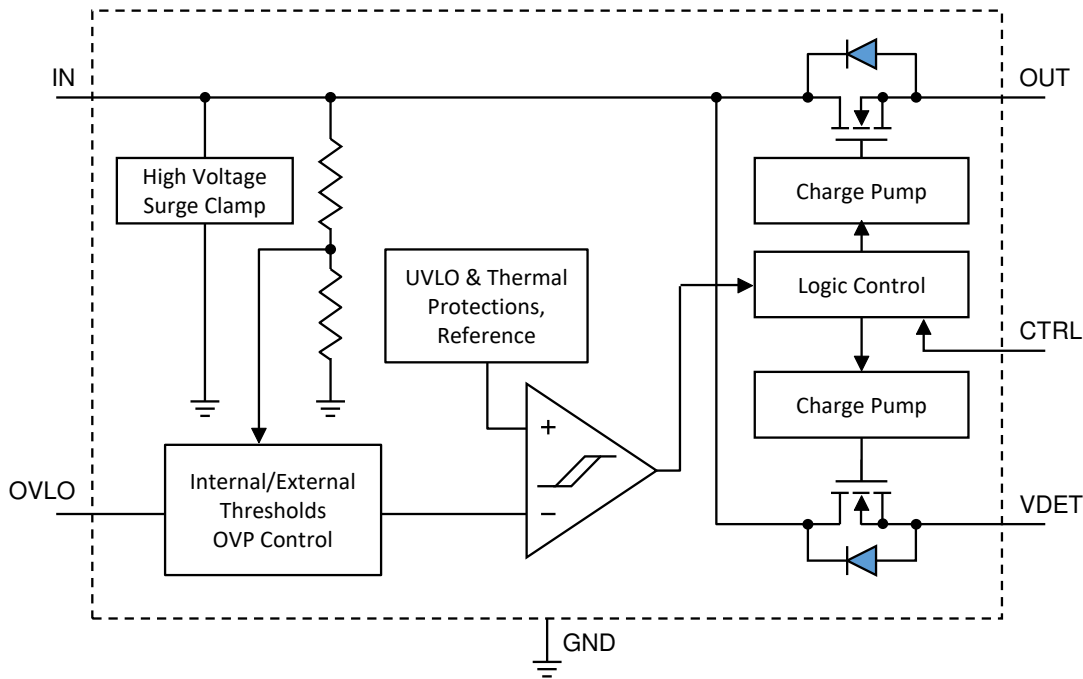 IN
OUT
High Voltage
Surge Clamp
Charge Pump
UVLO & Thermal
Protections,
Reference
Logic Control
CTRL
Charge Pump
+
OVLO
Internal/External
Thresholds
OVP Control
−
VDET
GND